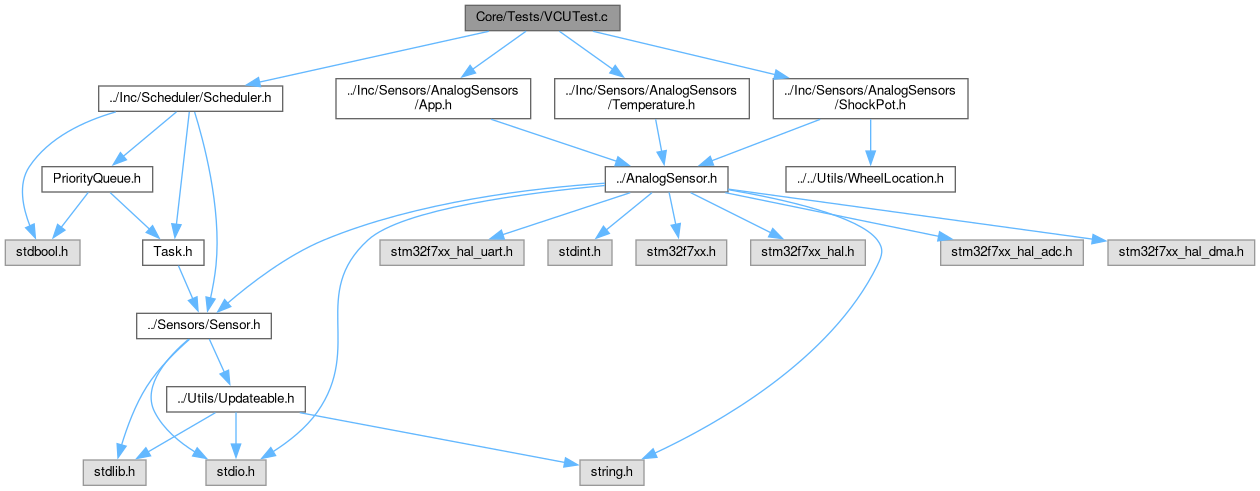 Core/Tests/VCUTest.c
../Inc/Scheduler/Scheduler.h
../Inc/Sensors/AnalogSensors
/App.h
../Inc/Sensors/AnalogSensors
/Temperature.h
../Inc/Sensors/AnalogSensors
/ShockPot.h
PriorityQueue.h
../AnalogSensor.h
../../Utils/WheelLocation.h
stdbool.h
Task.h
stm32f7xx_hal_uart.h
stdint.h
stm32f7xx.h
stm32f7xx_hal.h
stm32f7xx_hal_adc.h
stm32f7xx_hal_dma.h
../Sensors/Sensor.h
../Utils/Updateable.h
stdlib.h
stdio.h
string.h